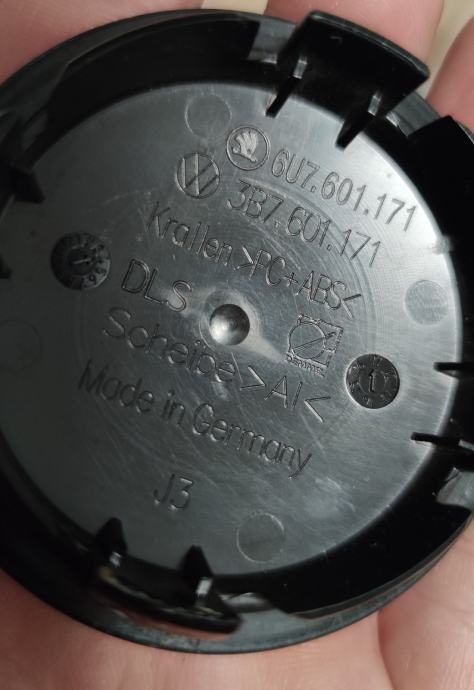 6U7.601.171
3B7.601.171
Krallen >PC+ABS<
DLS
Scheibe >Al<
Made in Germany
J3